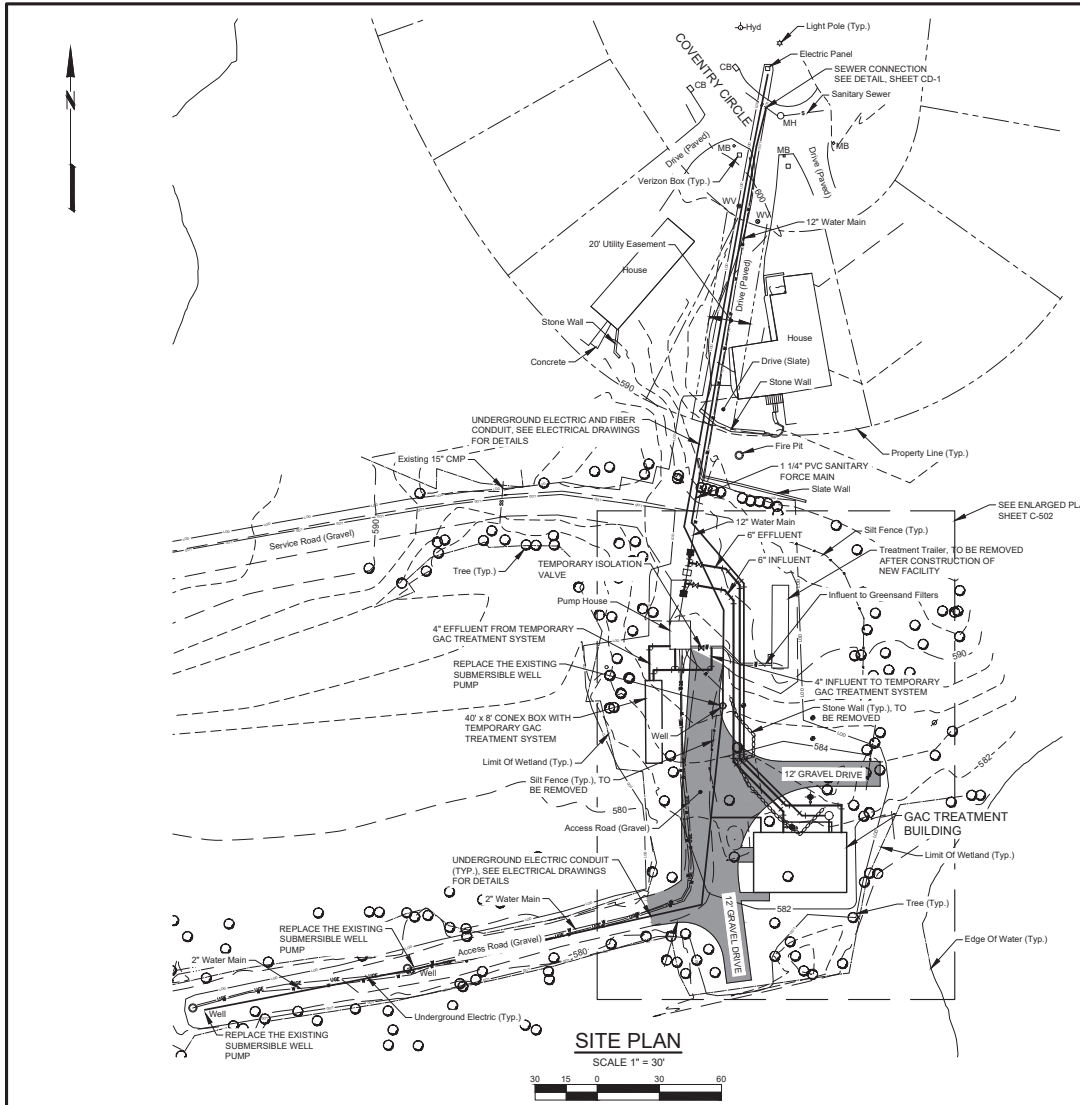 Hyd
Light Pole (Typ.)
N
COVENTRY CIRCLE
Electric Panel
CB
SEWER CONNECTION
SEE DETAIL, SHEET CD-1
CB
Sanitary Sewer
MH
MB
MB
MB
Drive (Paved)
Drive (Paved)
Verizon Box (Typ.)
600
WV
WV
12" Water Main
20' Utility Easement
House
Drive (Paved)
Stone Wall
House
Concrete
Drive (Slate)
590
Stone Wall
UNDERGROUND ELECTRIC AND FIBER
CONDUIT, SEE ELECTRICAL DRAWINGS
FOR DETAILS
Fire Pit
Property Line (Typ.)
Existing 15" CMP
1 1/4" PVC SANITARY
FORCE MAIN
Slate Wall
590
SEE ENLARGED PLA
SHEET C-502
12" Water Main
Silt Fence (Typ.)
Service Road (Gravel)
6" EFFLUENT
Treatment Trailer, TO BE REMOVED
AFTER CONSTRUCTION OF
NEW FACILITY
Tree (Typ.)
TEMPORARY ISOLATION
VALVE
6" INFLUENT
Influent to Greensand Filters
Pump House
4" EFFLUENT FROM TEMPORARY
GAC TREATMENT SYSTEM
590
REPLACE THE EXISTING
SUBMERSIBLE WELL
PUMP
4" INFLUENT TO TEMPORARY
GAC TREATMENT SYSTEM
Stone Wall (Typ.), TO
BE REMOVED
40' x 8' CONEX BOX WITH
TEMPORARY GAC
TREATMENT SYSTEM
Well
584
Limit Of Wetland (Typ.)
582
Silt Fence (Typ.), TO
BE REMOVED
12' GRAVEL DRIVE
580
Access Road (Gravel)
GAC TREATMENT
BUILDING
Limit Of Wetland (Typ.)
UNDERGROUND ELECTRIC CONDUIT
(TYP.), SEE ELECTRICAL DRAWINGS
FOR DETAILS
2" Water Main
582
Tree (Typ.)
12' GRAVEL DRIVE
REPLACE THE EXISTING
SUBMERSIBLE WELL
PUMP
Access Road (Gravel)
Edge Of Water (Typ.)
580
2" Water Main
Well
Well
Underground Electric (Typ.)
REPLACE THE EXISTING
SUBMERSIBLE WELL
PUMP
SITE PLAN
SCALE 1" = 30'
30 15 0 30 60